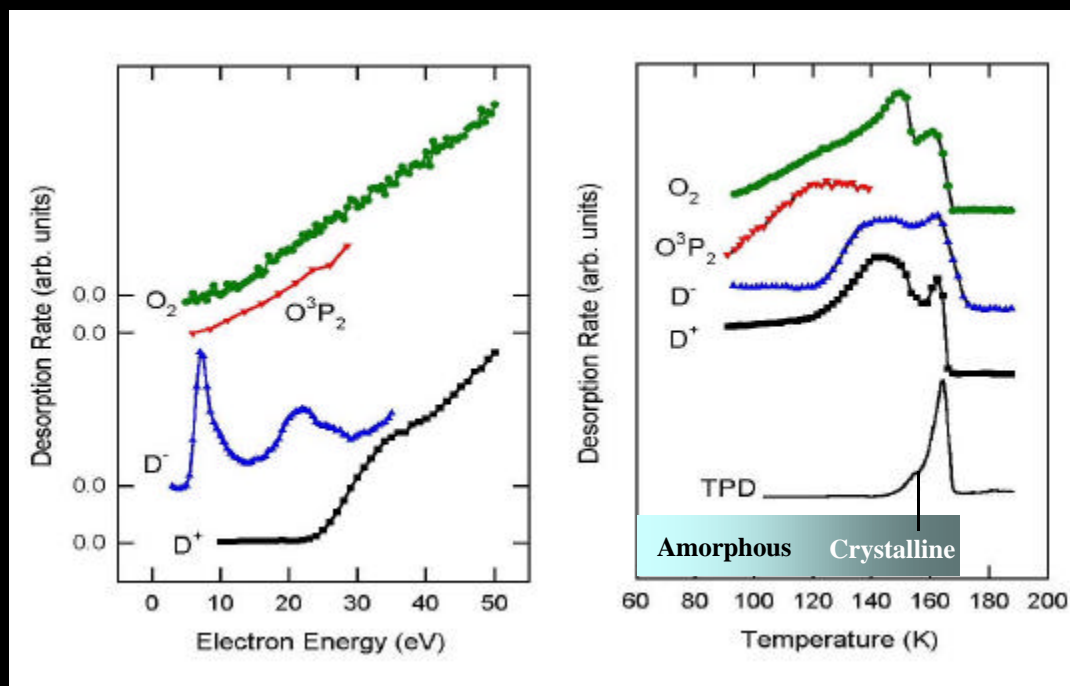 Desorption Rate (arb. units)
0.0
O₂
0.0
O³P₂
0.0
D⁻
0.0
D⁺
0 10 20 30 40 50
Electron Energy (eV)
Desorption Rate (arb. units)
O₂
O³P₂
D⁻
D⁺
TPD
Amorphous Crystalline
60 80 100 120 140 160 180 200
Temperature (K)